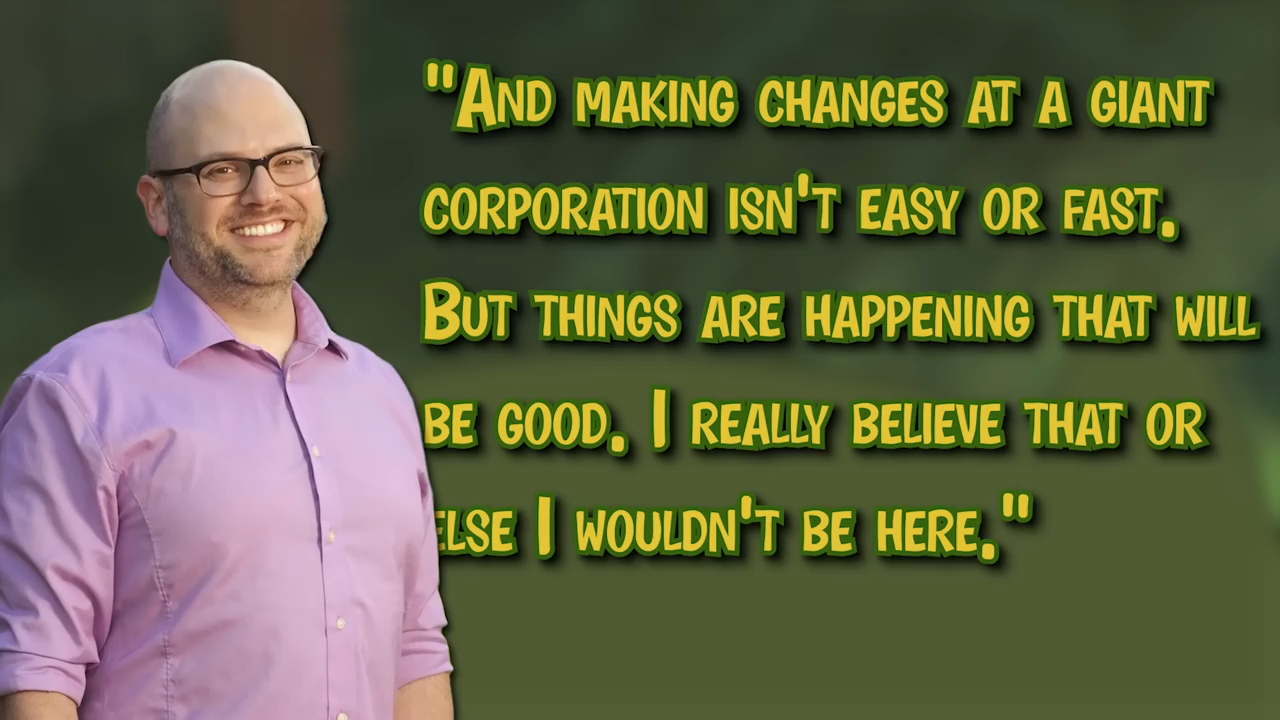 "And making changes at a giant
corporation isn't easy or fast.
But things are happening that will
be good. I really believe that or
else I wouldn't be here."